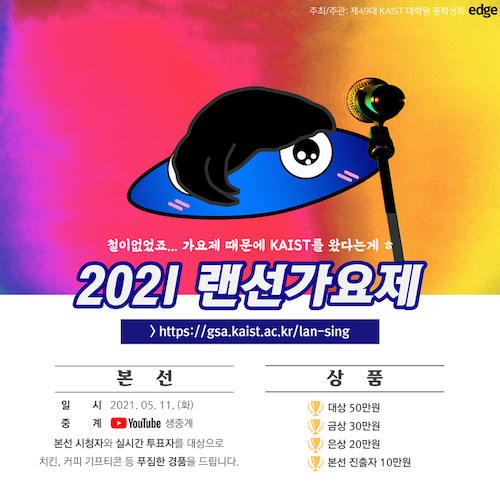 주최/주관: 제49대 KAIST 대학원 총학생회 edge
철이없었죠... 가요제 때문에 KAIST를 왔다는게 ㅎ
2021 랜선가요제
> https://gsa.kaist.ac.kr/lan-sing
본 선
일 시 2021. 05. 11. (화)
중 계 YouTube 생중계
본선 시청자와 실시간 투표자를 대상으로
치킨, 커피 기프티콘 등 푸짐한 경품을 드립니다.
상 품
대상 50만원
금상 30만원
은상 20만원
본선 진출자 10만원